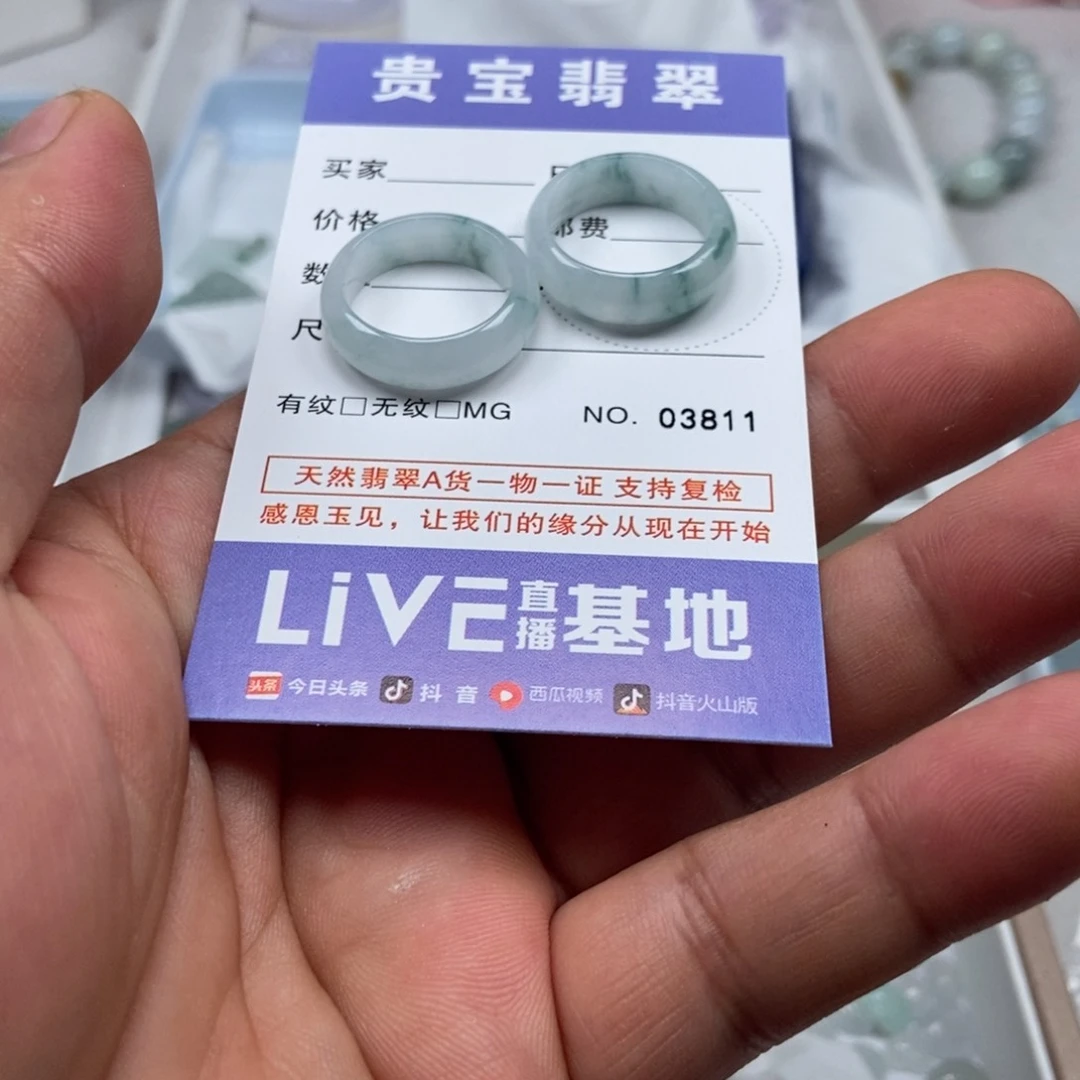 贵宝翡翠
买家
价格 邮费
数
尺
有纹□无纹□MG NO. 03811
天然翡翠A货一物一证 支持复检
感恩玉见，让我们的缘分从现在开始
LiVE直播基地
头条 今日头条 抖音 西瓜视频 抖音火山版